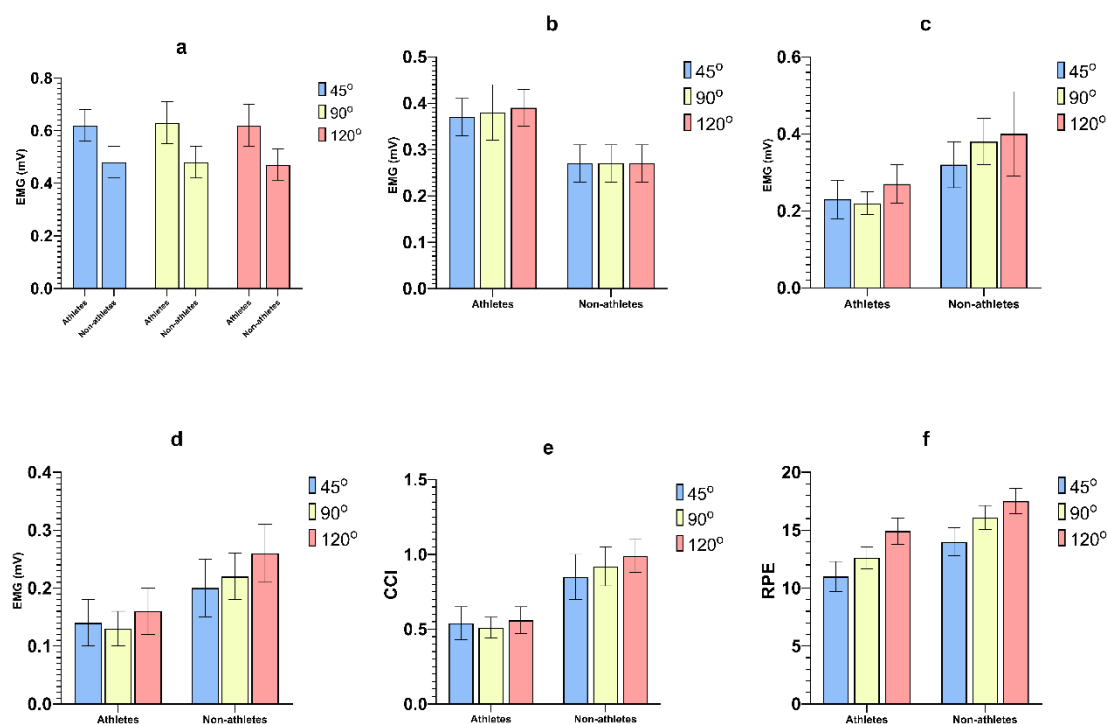 a
0.8
0.6
0.4
0.2
0.0
EMG (mV)
Athletes
Non-athletes
Athletes
Non-athletes
Athletes
Non-athletes
45°
90°
120°
b
0.5
0.4
0.3
0.2
0.1
0.0
EMG (mV)
Athletes
Non-athletes
45°
90°
120°
c
0.6
0.4
0.2
0.0
EMG (mV)
Athletes
Non-athletes
45°
90°
120°
d
0.4
0.3
0.2
0.1
0.0
EMG (mV)
Athletes
Non-athletes
45°
90°
120°
e
1.5
1.0
0.5
0.0
CCI
Athletes
Non-athletes
45°
90°
120°
f
20
15
10
5
0
RPE
Athletes
Non-athletes
45°
90°
120°